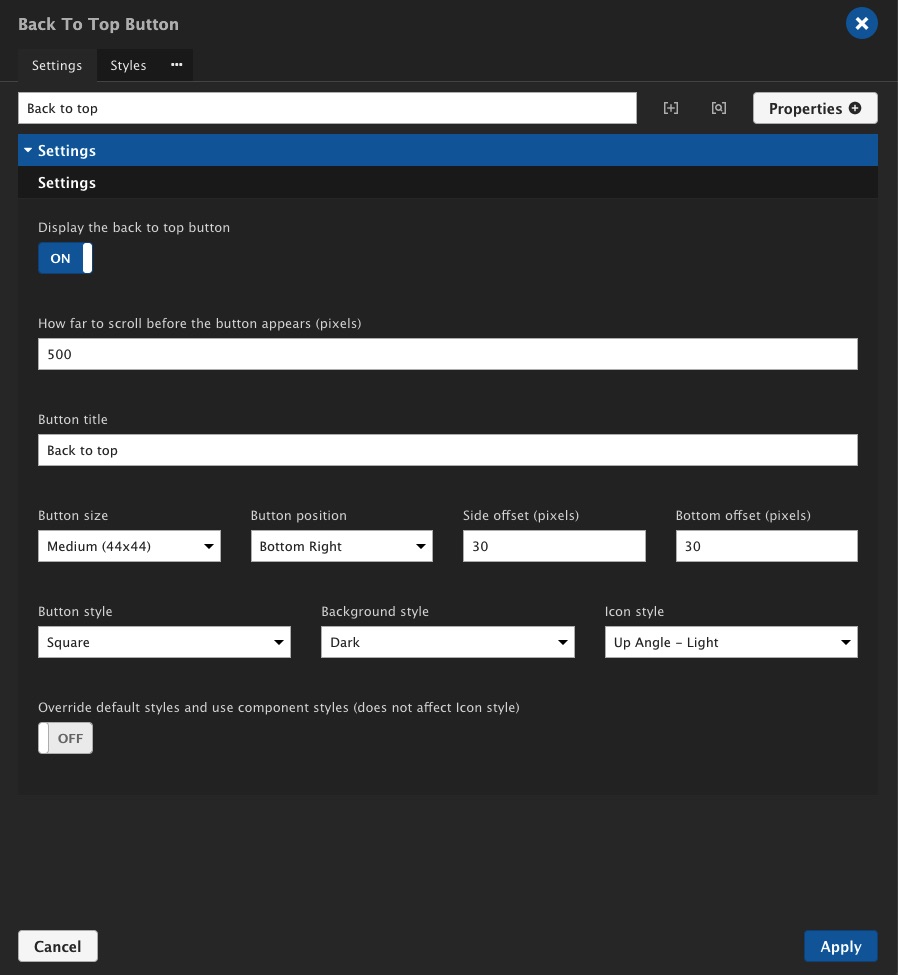 Back To Top Button
Settings Styles ...
Back to top
Properties
Settings
Settings
Display the back to top button
ON
How far to scroll before the button appears (pixels)
500
Button title
Back to top
Button size Button position Side offset (pixels) Bottom offset (pixels)
Medium (44x44) Bottom Right 30 30
Button style Background style Icon style
Square Dark Up Angle – Light
Override default styles and use component styles (does not affect Icon style)
OFF
Cancel Apply